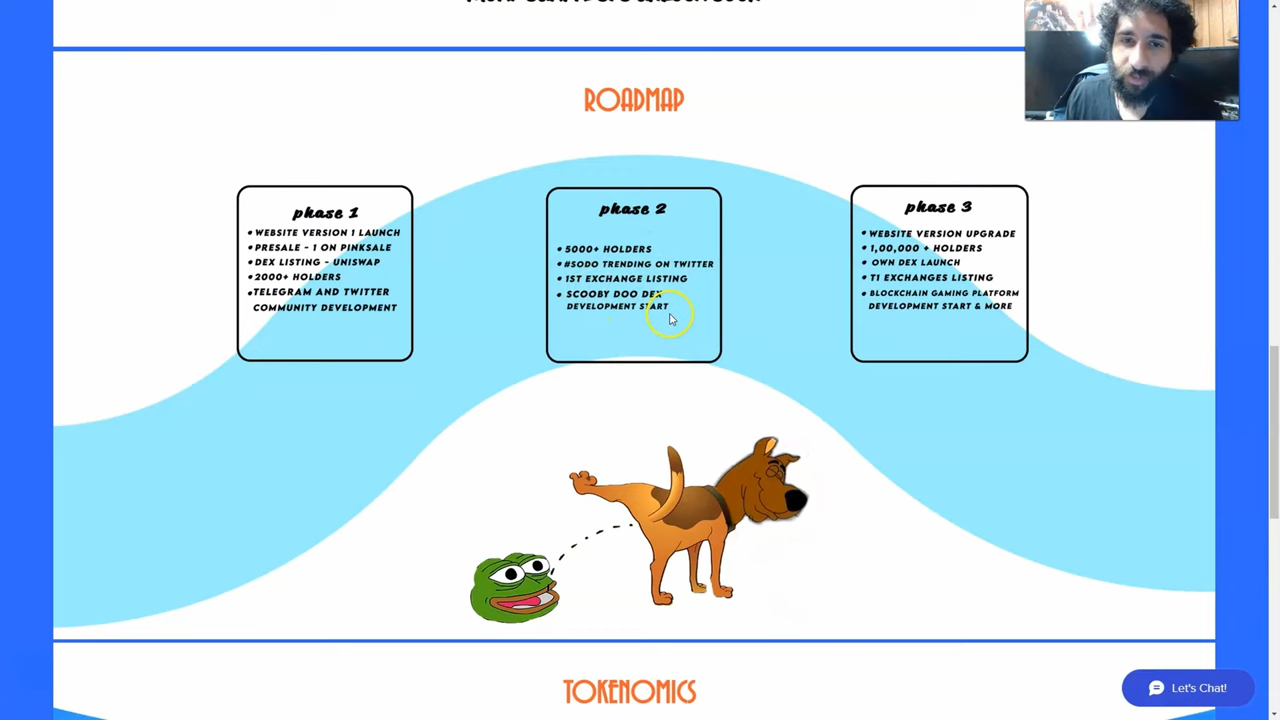 ROADMAP
phase 1
• WEBSITE VERSION 1 LAUNCH
• PRESALE - 1 ON PINKSALE
• DEX LISTING - UNISWAP
• 2000+ HOLDERS
• TELEGRAM AND TWITTER
COMMUNITY DEVELOPMENT
phase 2
• 5000+ HOLDERS
• #SODO TRENDING ON TWITTER
• 1ST EXCHANGE LISTING
• SCOOBY DOO DEX
DEVELOPMENT START
phase 3
• WEBSITE VERSION UPGRADE
• 1,00,000 + HOLDERS
• OWN DEX LAUNCH
• T1 EXCHANGES LISTING
• BLOCKCHAIN GAMING PLATFORM
DEVELOPMENT START & MORE
TOKENOMICS
Let's Chat!